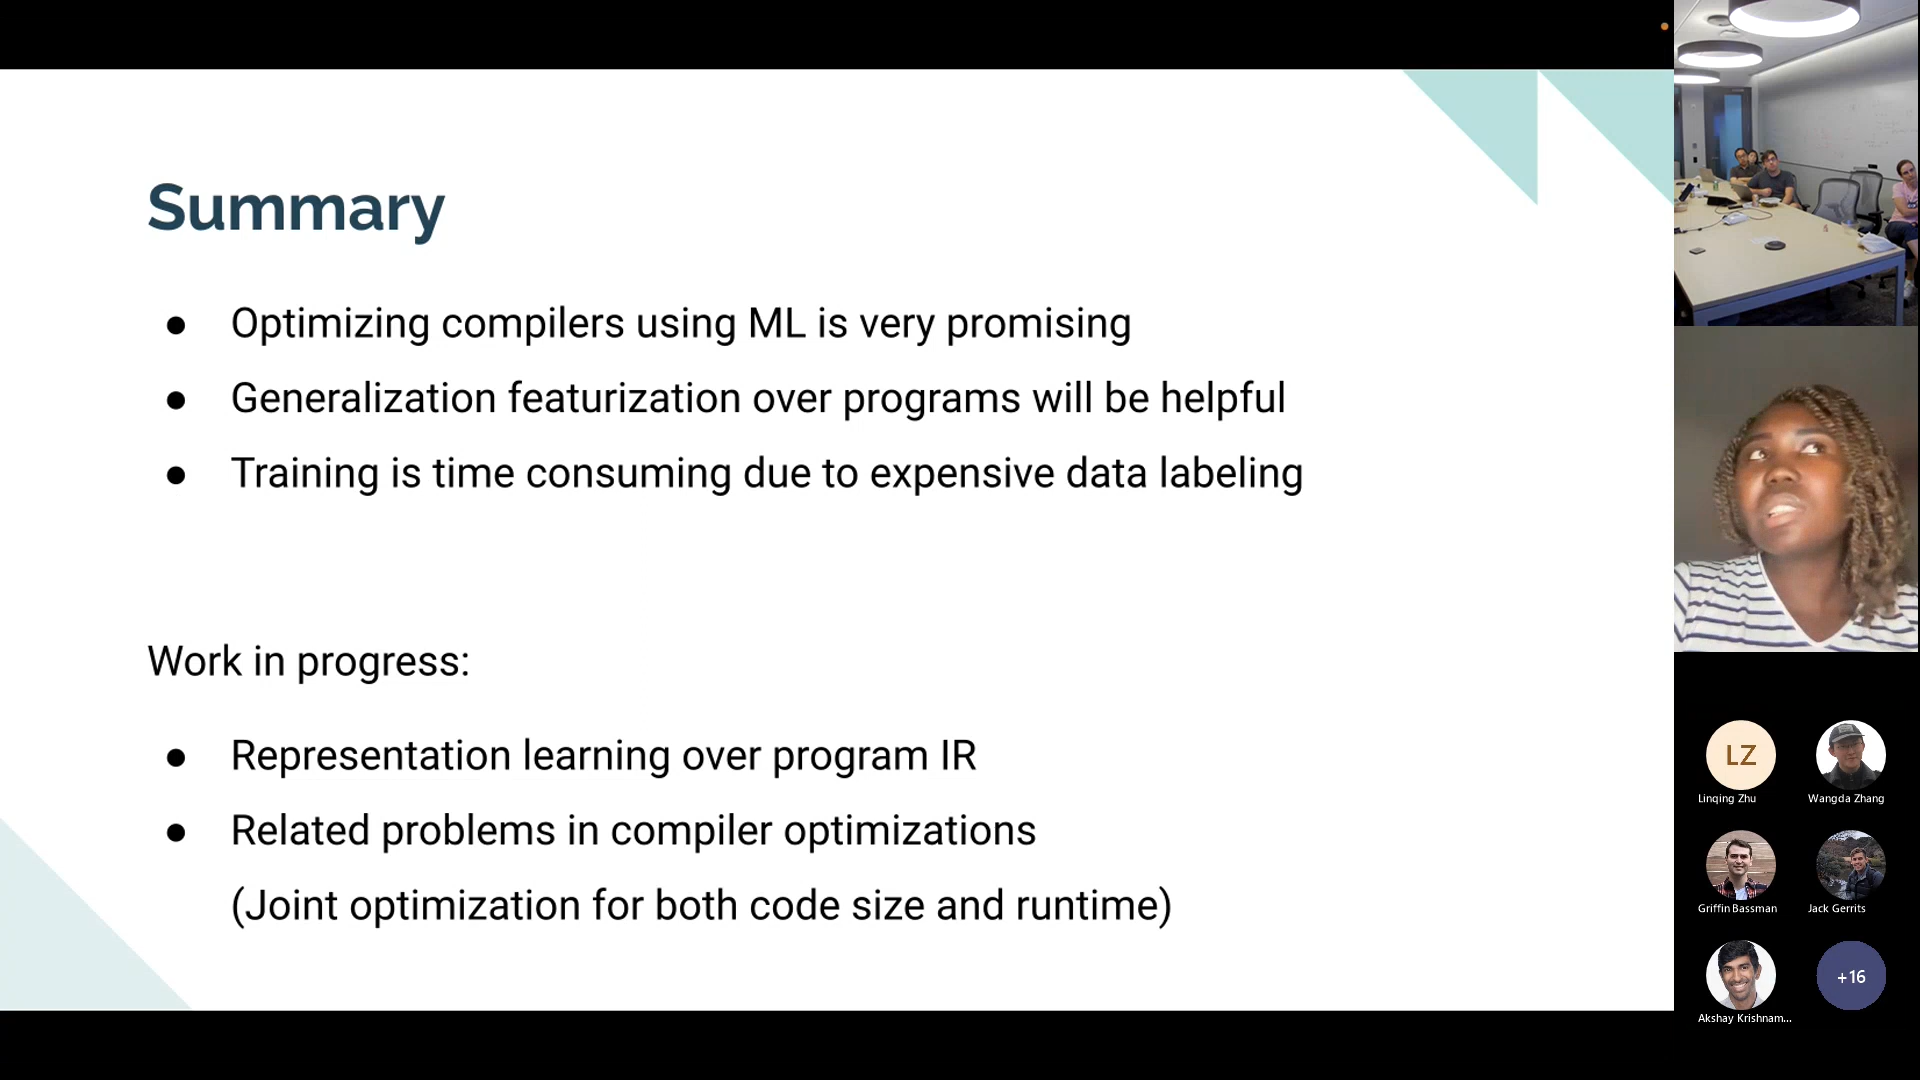 Summary
● Optimizing compilers using ML is very promising
● Generalization featurization over programs will be helpful
● Training is time consuming due to expensive data labeling
Work in progress:
● Representation learning over program IR
● Related problems in compiler optimizations
(Joint optimization for both code size and runtime)
LZ
Linqing Zhu
Wangda Zhang
Griffin Bassman
Jack Gerrits
Akshay Krishnam...
+16